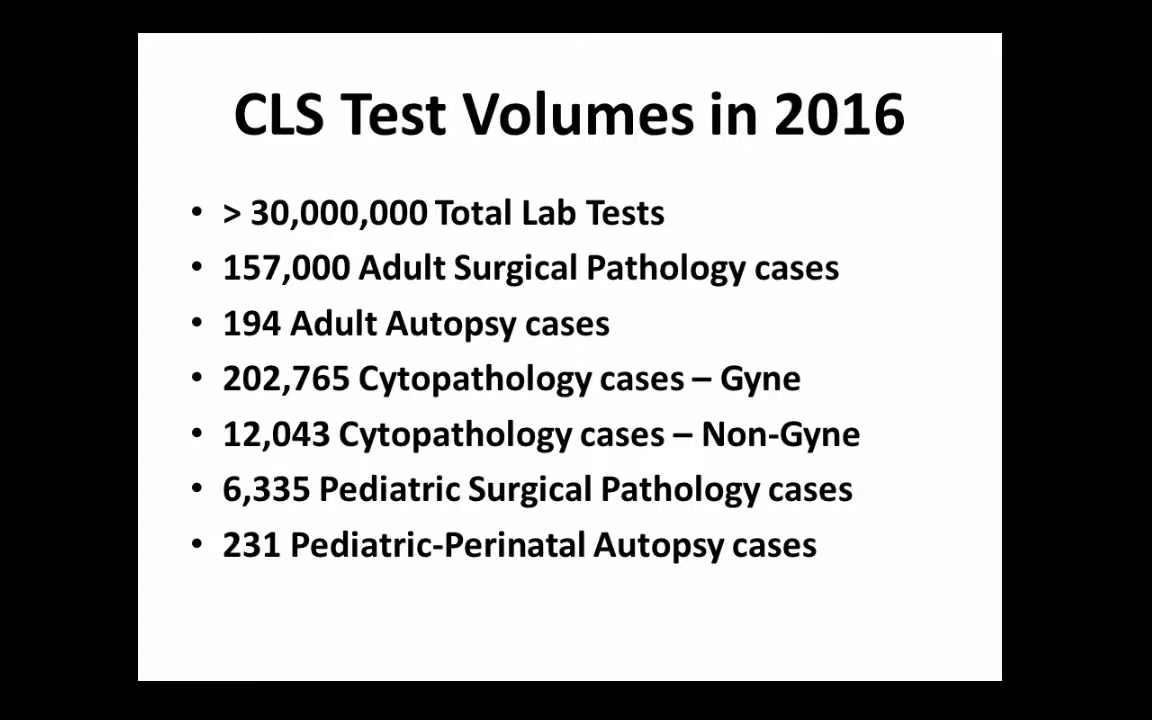 CLS Test Volumes in 2016
• > 30,000,000 Total Lab Tests
• 157,000 Adult Surgical Pathology cases
• 194 Adult Autopsy cases
• 202,765 Cytopathology cases – Gyne
• 12,043 Cytopathology cases – Non-Gyne
• 6,335 Pediatric Surgical Pathology cases
• 231 Pediatric-Perinatal Autopsy cases